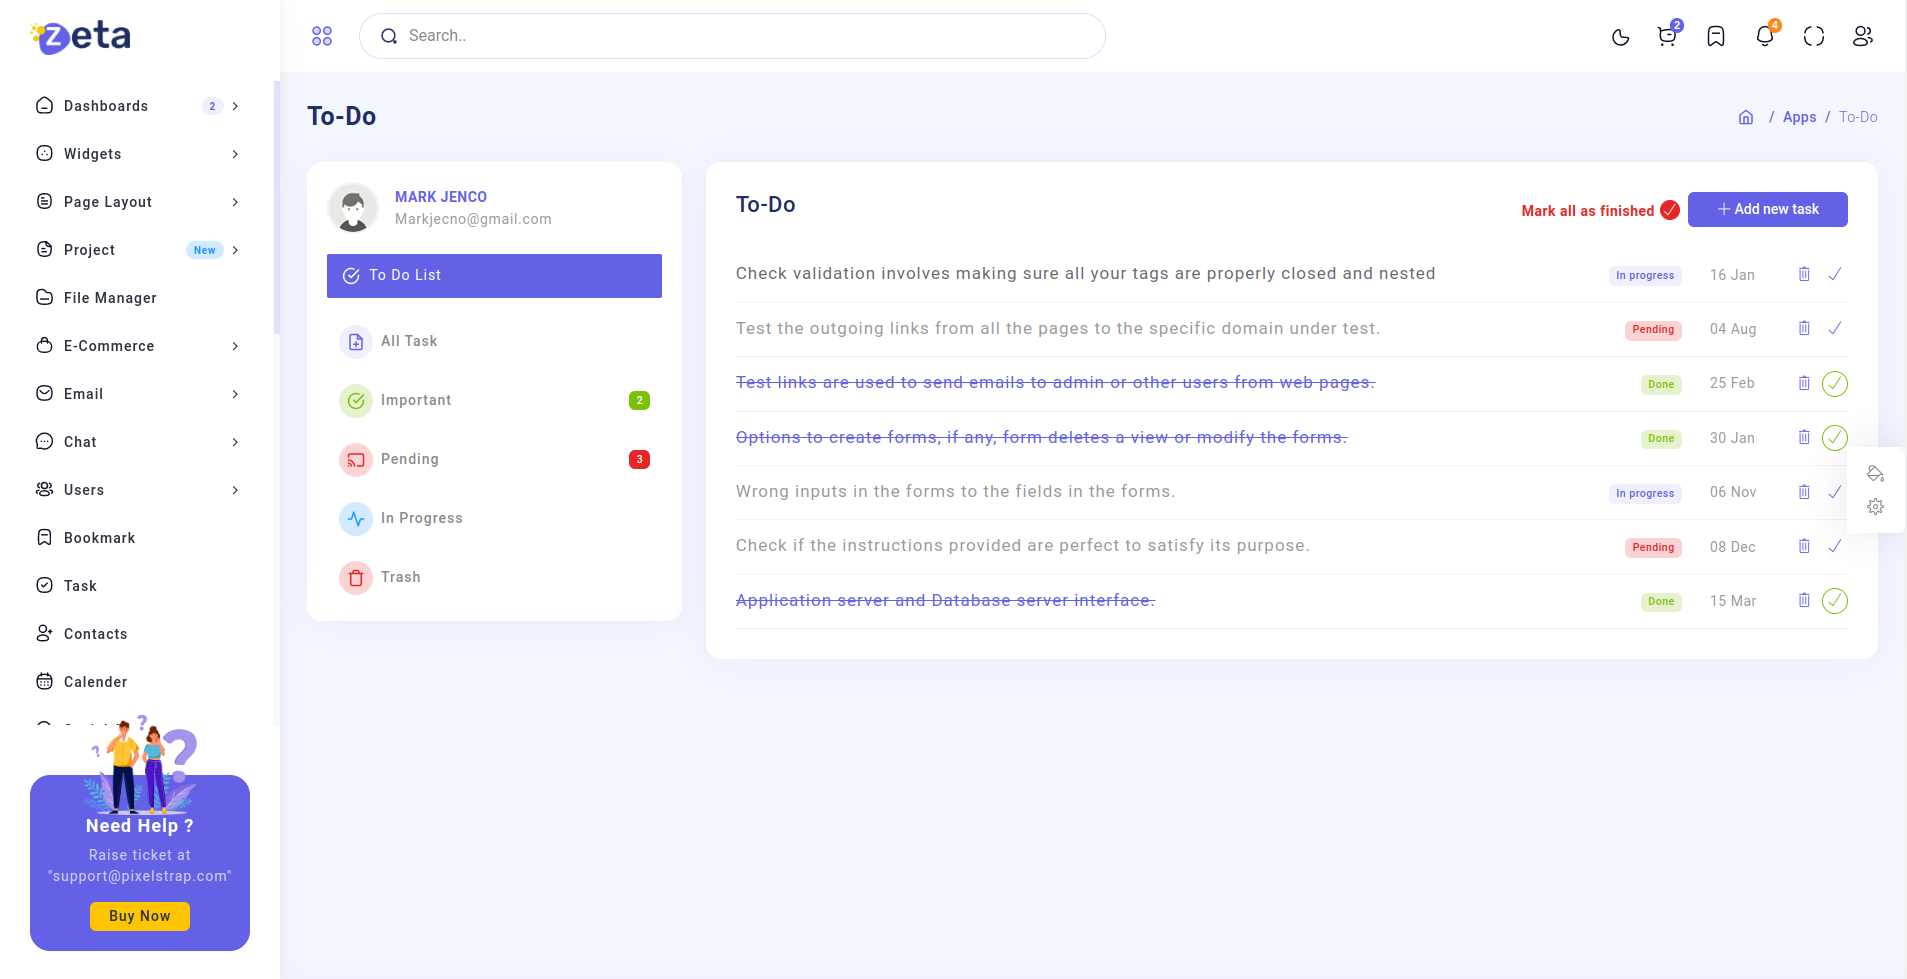 zeta
Search..
2
4
Dashboards 2
Widgets
Page Layout
Project New
File Manager
E-Commerce
Email
Chat
Users
Bookmark
Task
Contacts
Calender
Need Help ?
Raise ticket at
"support@pixelstrap.com"
Buy Now
To-Do
/ Apps / To-Do
MARK JENCO
Markjecno@gmail.com
To Do List
All Task
Important 2
Pending 3
In Progress
Trash
To-Do
Mark all as finished
Add new task
Check validation involves making sure all your tags are properly closed and nested In progress 16 Jan
Test the outgoing links from all the pages to the specific domain under test. Pending 04 Aug
Test links are used to send emails to admin or other users from web pages. Done 25 Feb
Options to create forms, if any, form deletes a view or modify the forms. Done 30 Jan
Wrong inputs in the forms to the fields in the forms. In progress 06 Nov
Check if the instructions provided are perfect to satisfy its purpose. Pending 08 Dec
Application server and Database server interface. Done 15 Mar